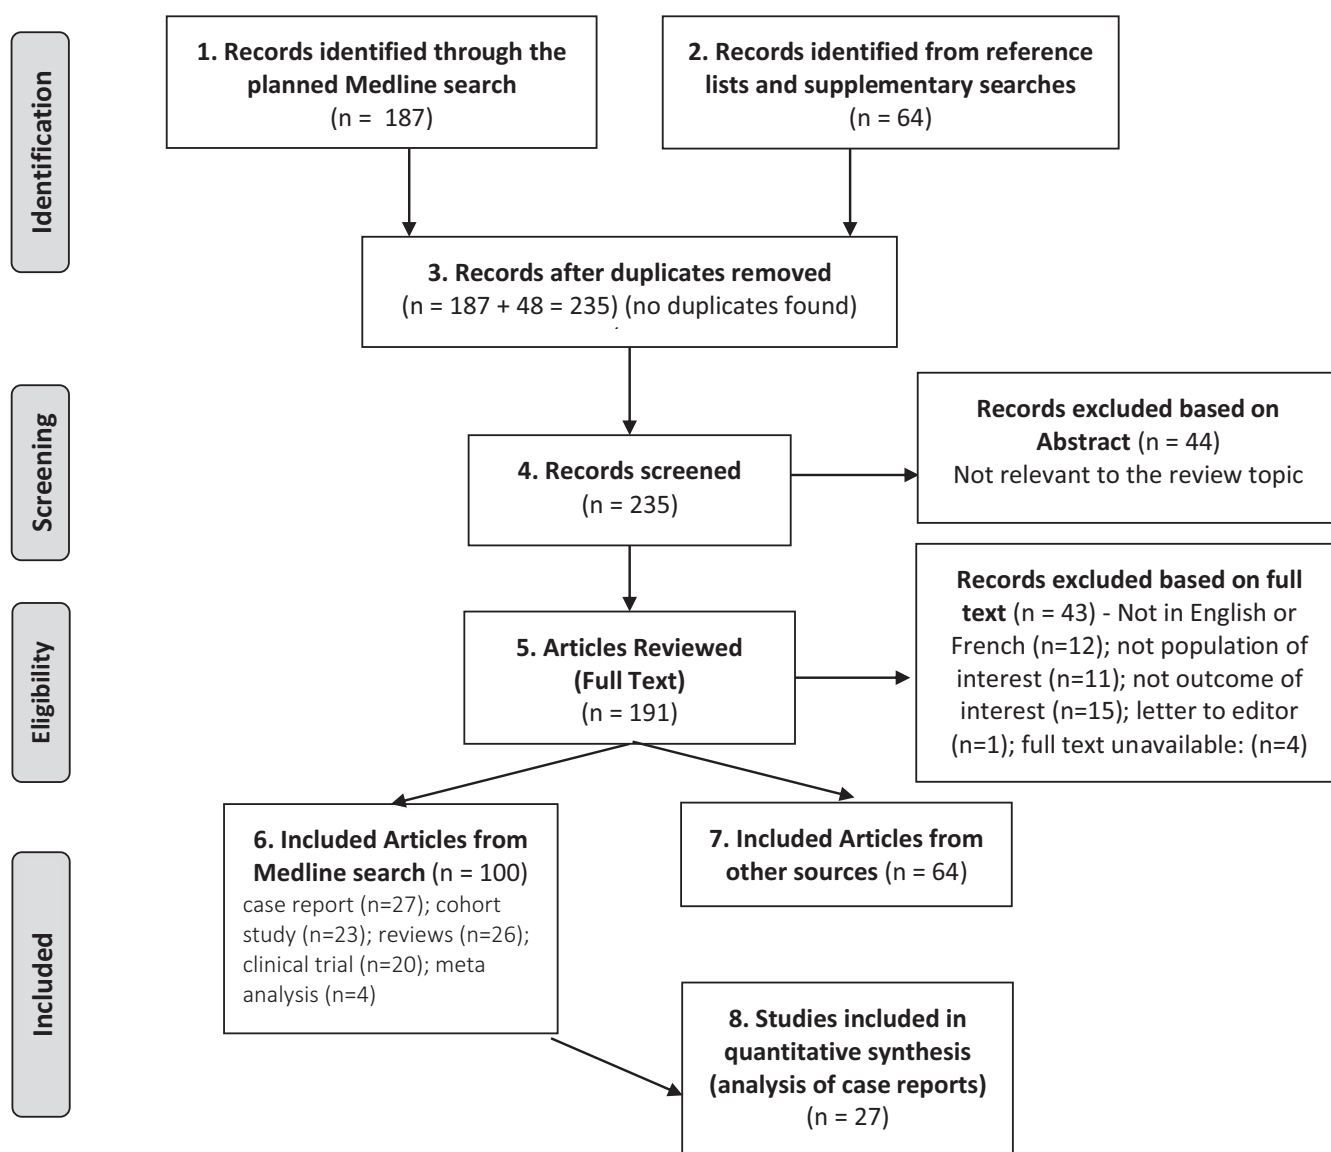 Identification
1. Records identified through the
planned Medline search
(n = 187)
2. Records identified from reference
lists and supplementary searches
(n = 64)
3. Records after duplicates removed
(n = 187 + 48 = 235) (no duplicates found)
Screening
4. Records screened
(n = 235)
Records excluded based on
Abstract (n = 44)
Not relevant to the review topic
Eligibility
5. Articles Reviewed
(Full Text)
(n = 191)
Records excluded based on full
text (n = 43) - Not in English or
French (n=12); not population of
interest (n=11); not outcome of
interest (n=15); letter to editor
(n=1); full text unavailable: (n=4)
Included
6. Included Articles from
Medline search (n = 100)
case report (n=27); cohort
study (n=23); reviews (n=26);
clinical trial (n=20); meta
analysis (n=4)
7. Included Articles from
other sources (n = 64)
8. Studies included in
quantitative synthesis
(analysis of case reports)
(n = 27)